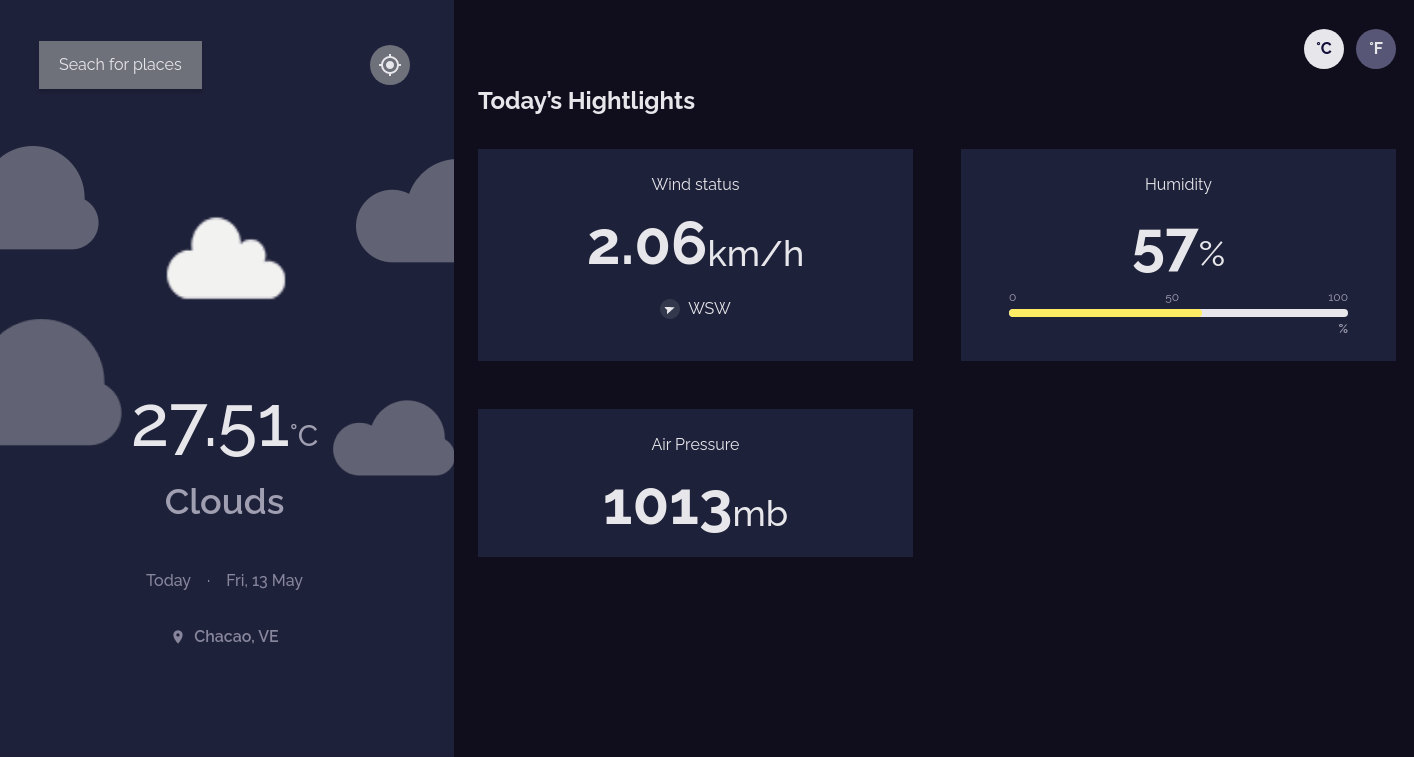 Seach for places
27.51°C
Clouds
Today · Fri, 13 May
Chacao, VE
°C °F
Today’s Hightlights
Wind status
2.06km/h
WSW
Humidity
57%
0 50 100
%
Air Pressure
1013mb